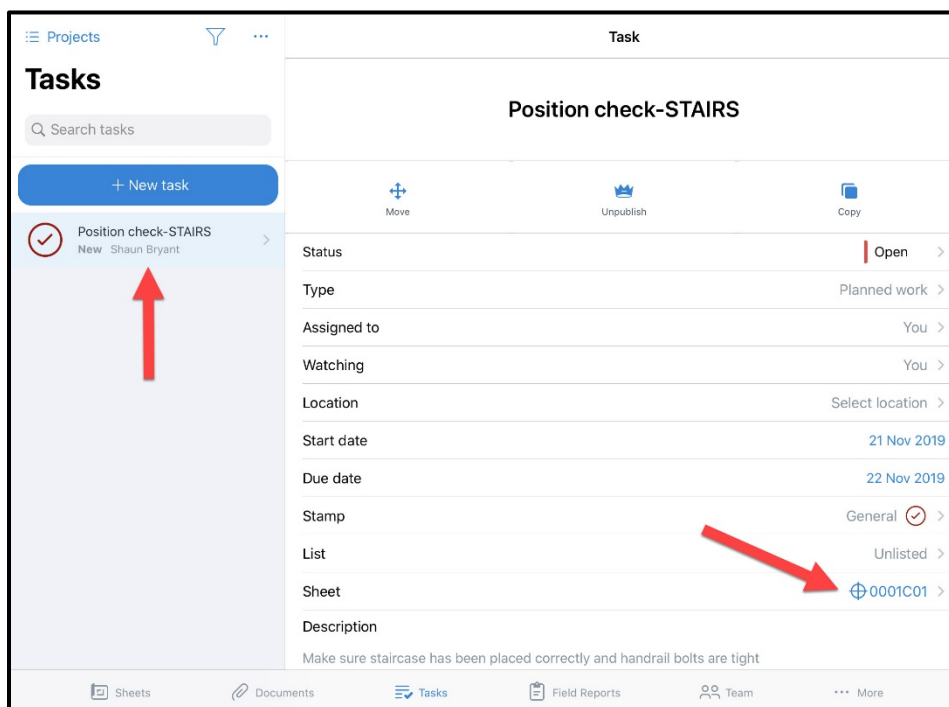 Projects
Tasks
Search tasks
+ New task
Position check-STAIRS
New Shaun Bryant
Task
Position check-STAIRS
Move
Unpublish
Copy
Status Open
Type Planned work
Assigned to You
Watching You
Location Select location
Start date 21 Nov 2019
Due date 22 Nov 2019
Stamp General
List Unlisted
Sheet 0001C01
Description
Make sure staircase has been placed correctly and handrail bolts are tight
Sheets Documents Tasks Field Reports Team More